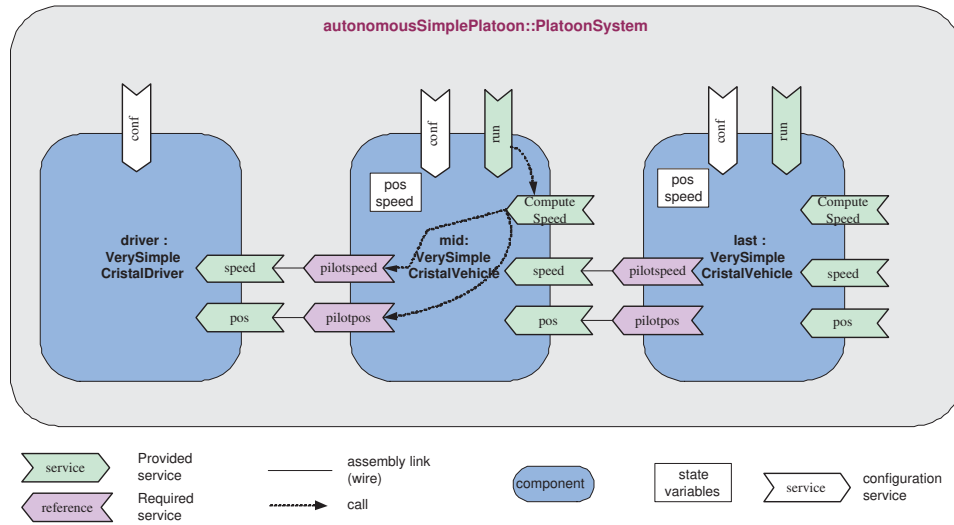 autonomousSimplePlatoon::PlatoonSystem
conf
conf
run
conf
run
pos
speed
pos
speed
Compute
Speed
Compute
Speed
driver :
VerySimple
CristalDriver
mid:
VerySimple
CristalVehicle
last :
VerySimple
CristalVehicle
speed
pilotspeed
speed
pilotspeed
speed
pos
pilotpos
pos
pilotpos
pos
service
Provided
service
reference
Required
service
assembly link
(wire)
call
component
state
variables
service
configuration
service